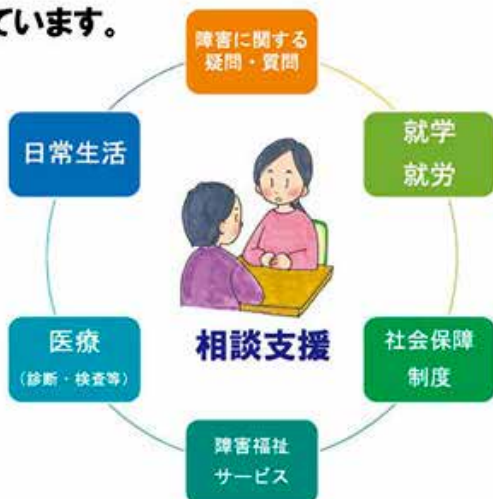 ています。
障害に関する
疑問・質問
日常生活
就学
就労
医療
(診断・検査等)
相談支援
社会保障
制度
障害福祉
サービス